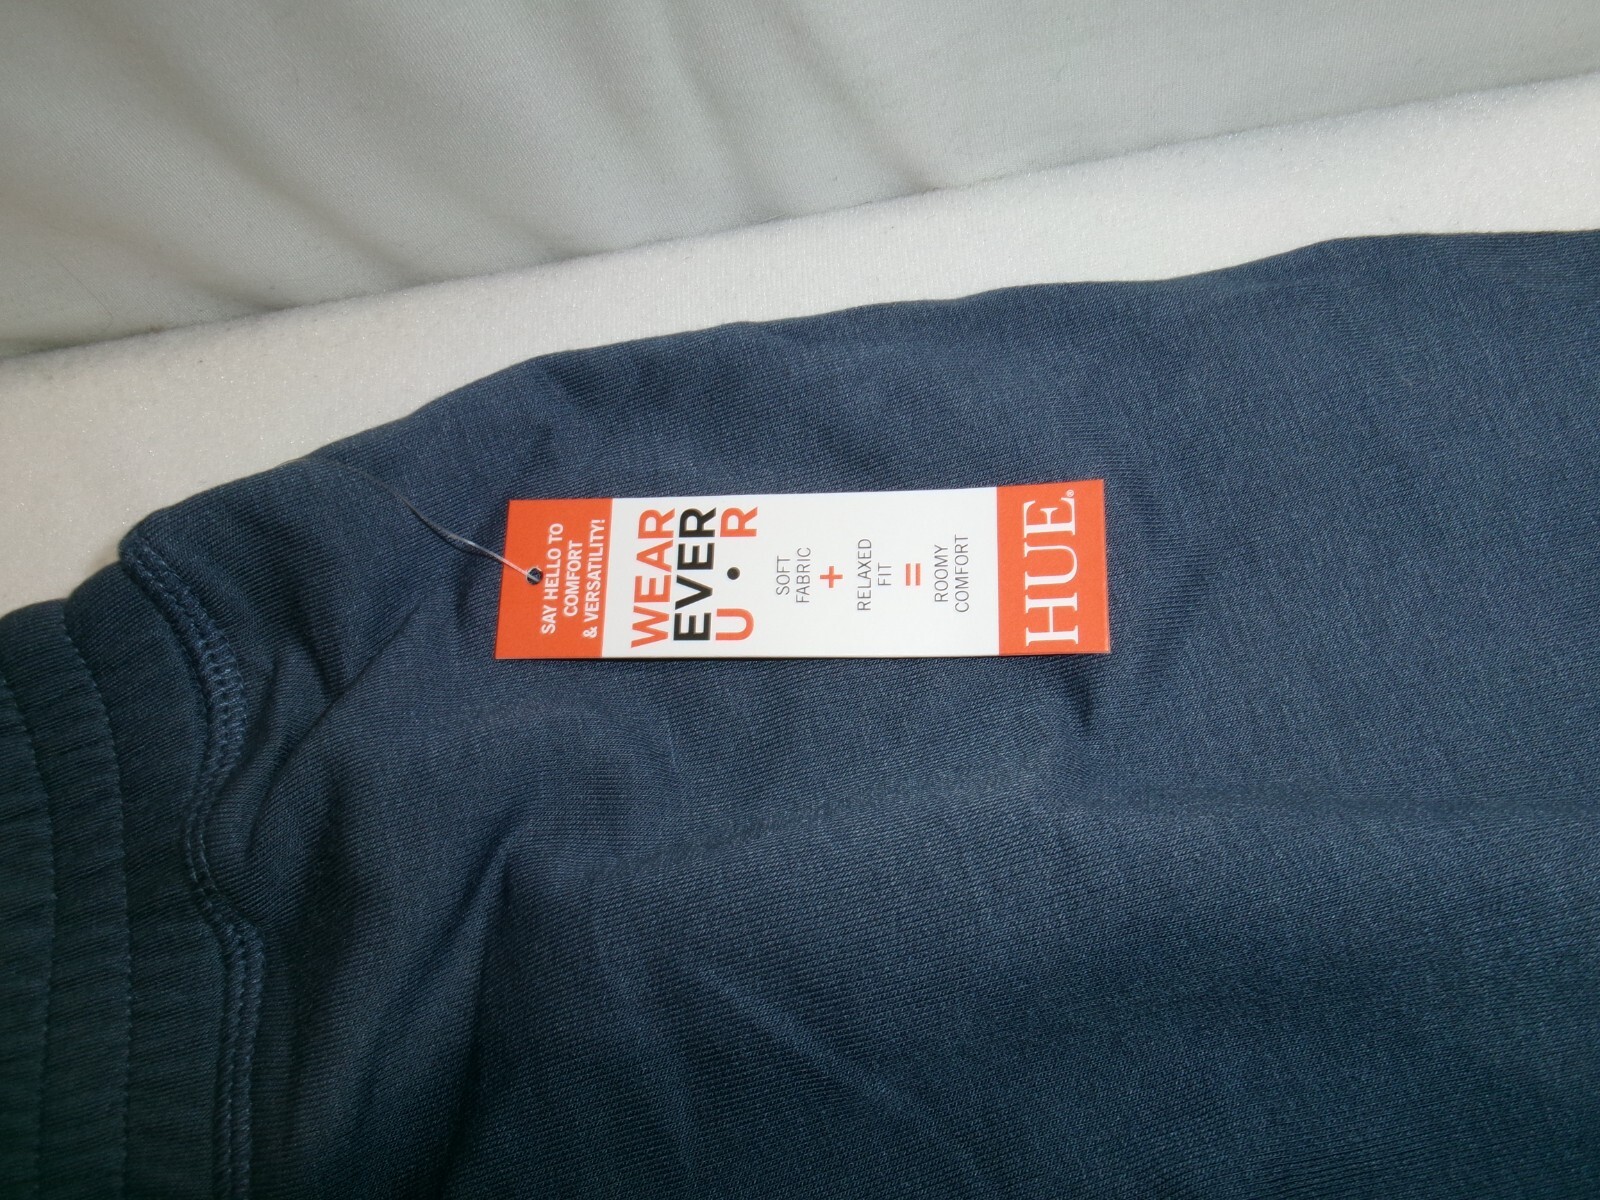 SAY HELLO TO
COMFORT
& VERSATILITY!
WEAR
EVER
U • R
SOFT
FABRIC
+
RELAXED
FIT
=
ROOMY
COMFORT
HUE®